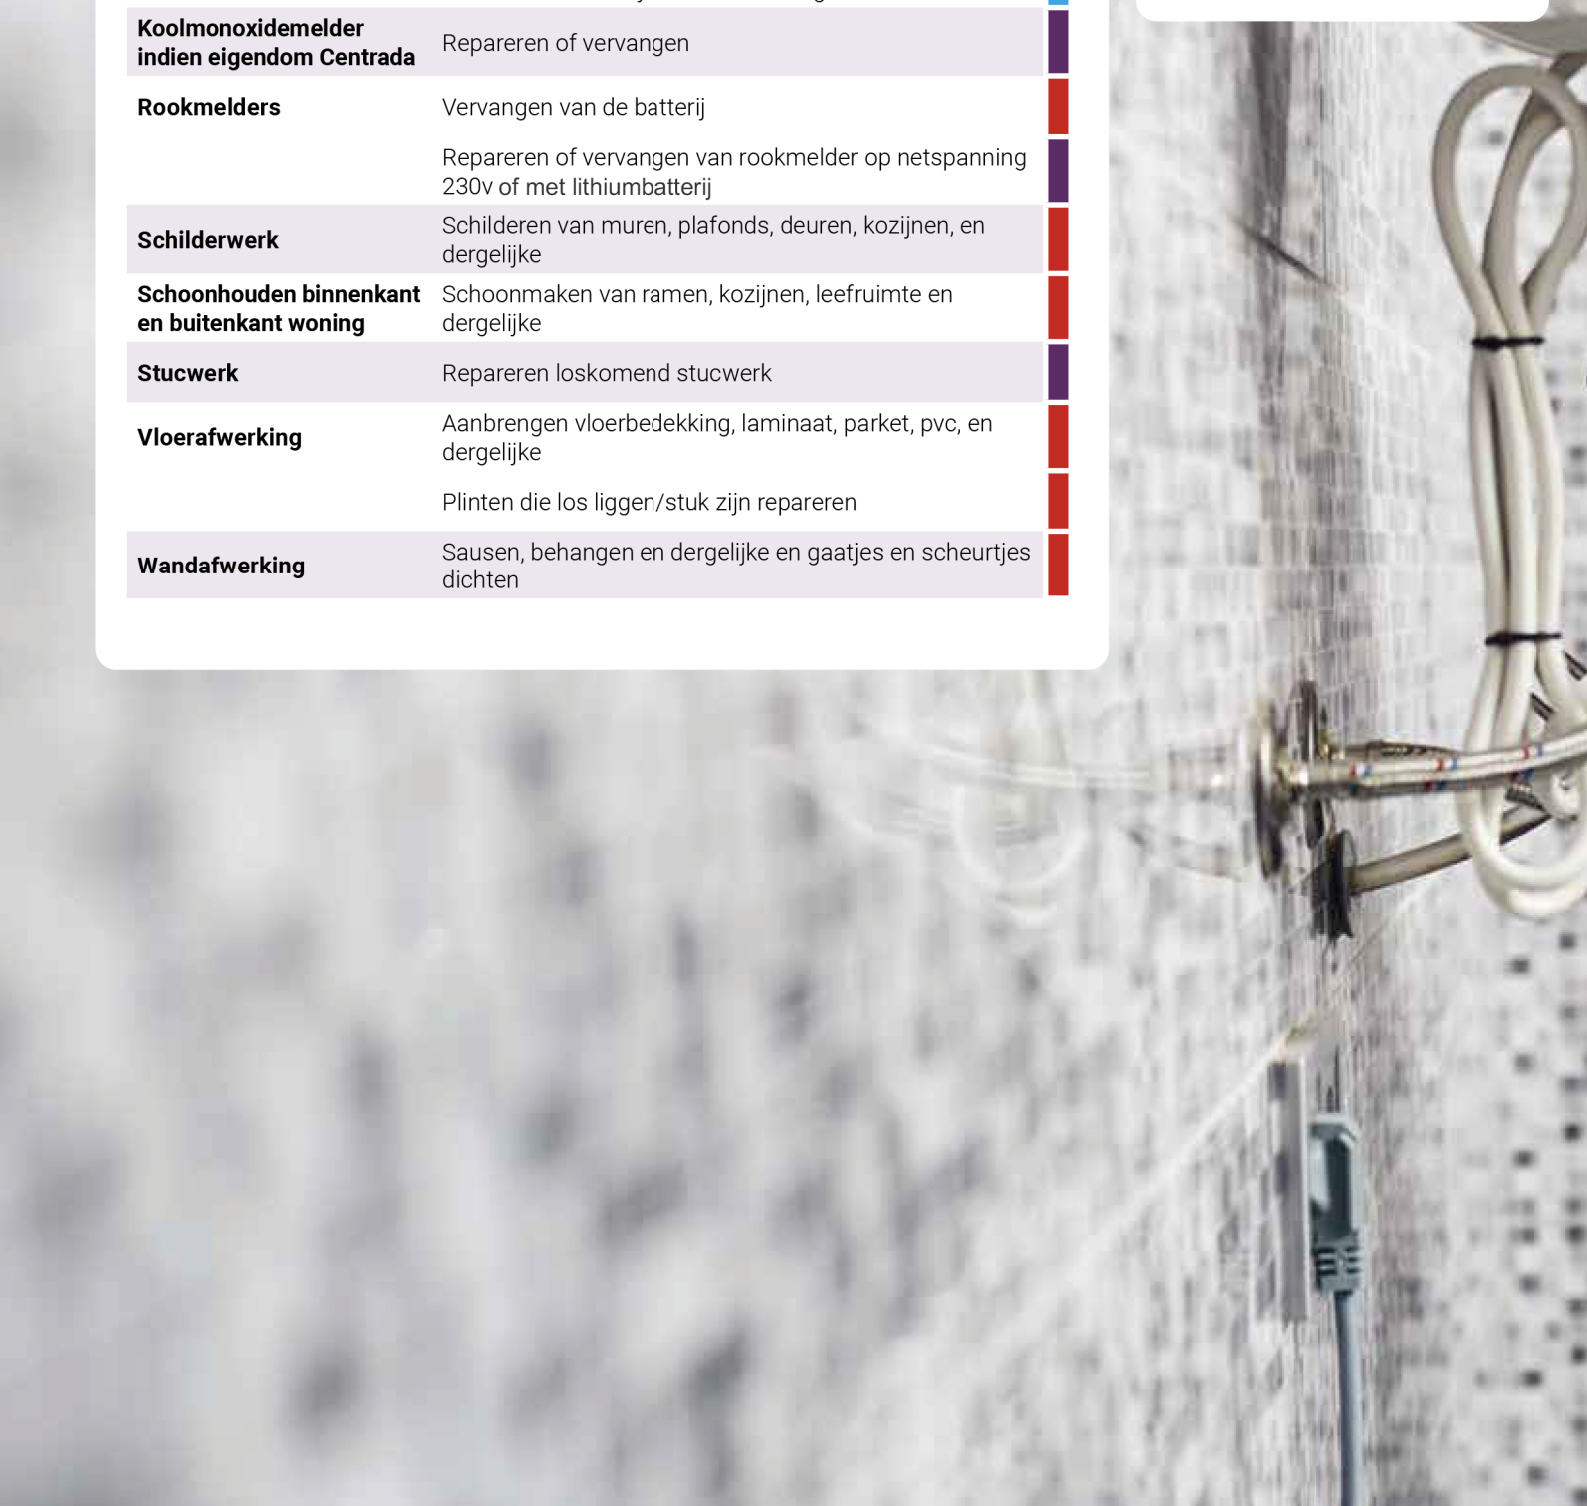 Koolmonoxidemelder
indien eigendom Centrada
Repareren of vervangen
Rookmelders
Vervangen van de batterij
Repareren of vervangen van rookmelder op netspanning
230v of met lithiumbatterij
Schilderwerk
Schilderen van muren, plafonds, deuren, kozijnen, en
dergelijke
Schoonhouden binnenkant
en buitenkant woning
Schoonmaken van ramen, kozijnen, leefruimte en
dergelijke
Stucwerk
Repareren loskomend stucwerk
Vloerafwerking
Aanbrengen vloerbedekking, laminaat, parket, pvc, en
dergelijke
Plinten die los liggen/stuk zijn repareren
Wandafwerking
Sausen, behangen en dergelijke en gaatjes en scheurtjes
dichten